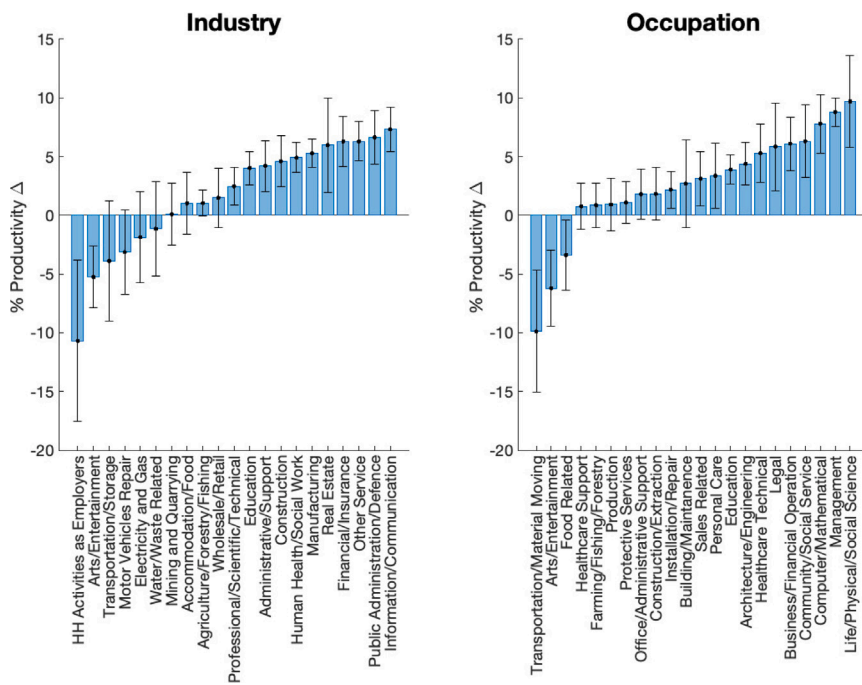 Industry
% Productivity Δ
15
10
5
0
-5
-10
-15
-20
HH Activities as Employers
Arts/Entertainment
Transportation/Storage
Motor Vehicles Repair
Electricity and Gas
Water/Waste Related
Mining and Quarrying
Accommodation/Food
Agriculture/Forestry/Fishing
Wholesale/Retail
Professional/Scientific/Technical
Education
Administrative/Support
Construction
Human Health/Social Work
Manufacturing
Real Estate
Financial/Insurance
Other Service
Public Administration/Defence
Information/Communication
Occupation
% Productivity Δ
15
10
5
0
-5
-10
-15
-20
Transportation/Material Moving
Arts/Entertainment
Food Related
Healthcare Support
Farming/Fishing/Forestry
Production
Protective Services
Office/Administrative Support
Construction/Extraction
Installation/Repair
Building/Maintanence
Sales Related
Personal Care
Education
Architecture/Engineering
Healthcare Technical
Legal
Business/Financial Operation
Community/Social Service
Computer/Mathematical
Management
Life/Physical/Social Science